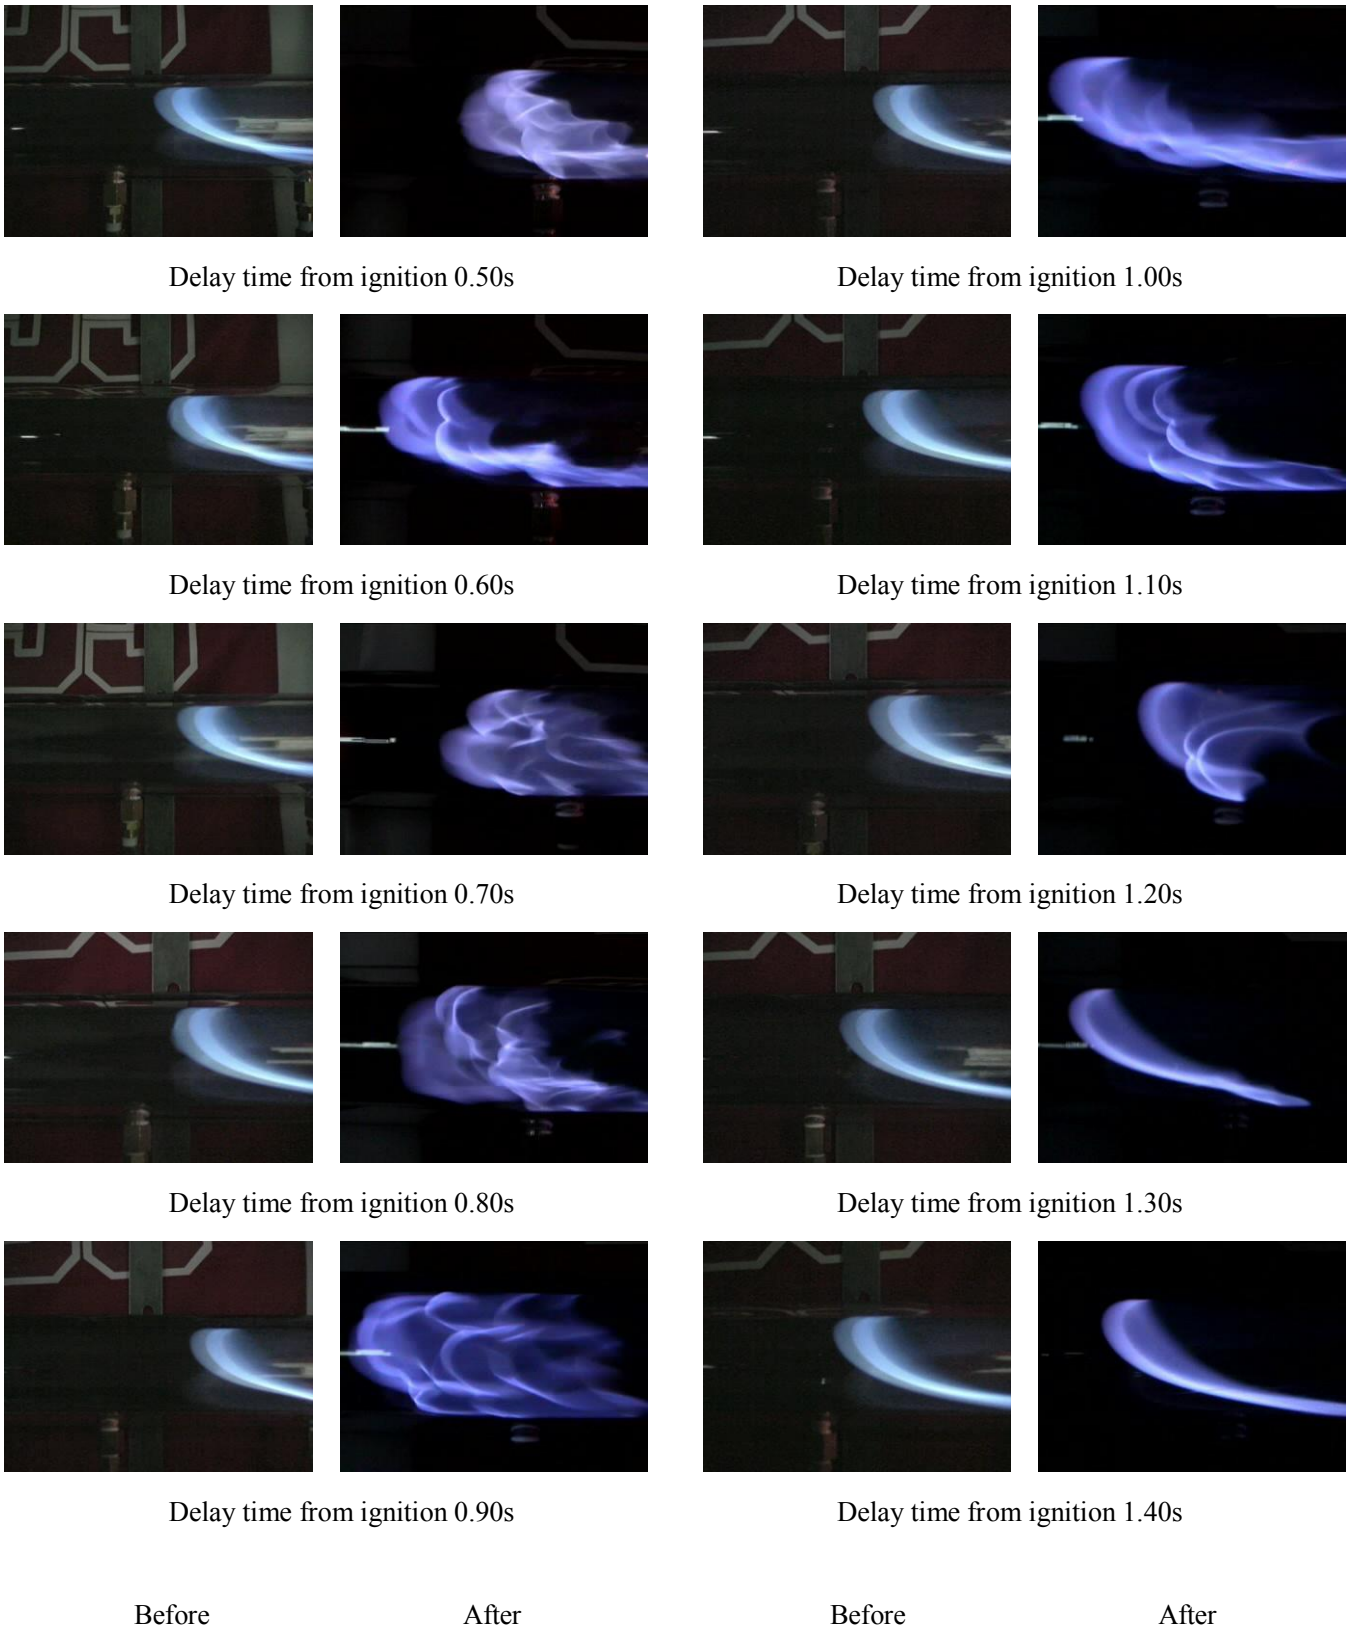 Delay time from ignition 0.50s
Delay time from ignition 1.00s
Delay time from ignition 0.60s
Delay time from ignition 1.10s
Delay time from ignition 0.70s
Delay time from ignition 1.20s
Delay time from ignition 0.80s
Delay time from ignition 1.30s
Delay time from ignition 0.90s
Delay time from ignition 1.40s
Before After Before After